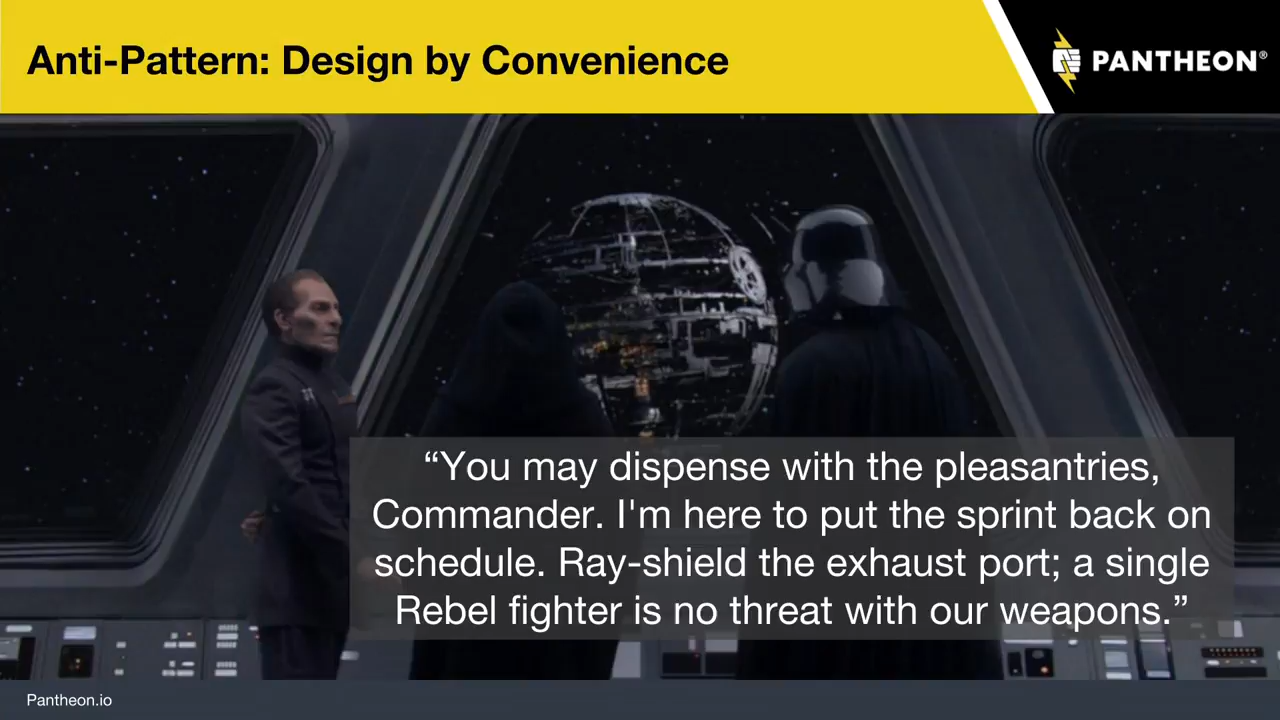 Anti-Pattern: Design by Convenience
PANTHEON®
“You may dispense with the pleasantries,
Commander. I'm here to put the sprint back on
schedule. Ray-shield the exhaust port; a single
Rebel fighter is no threat with our weapons.”
Pantheon.io